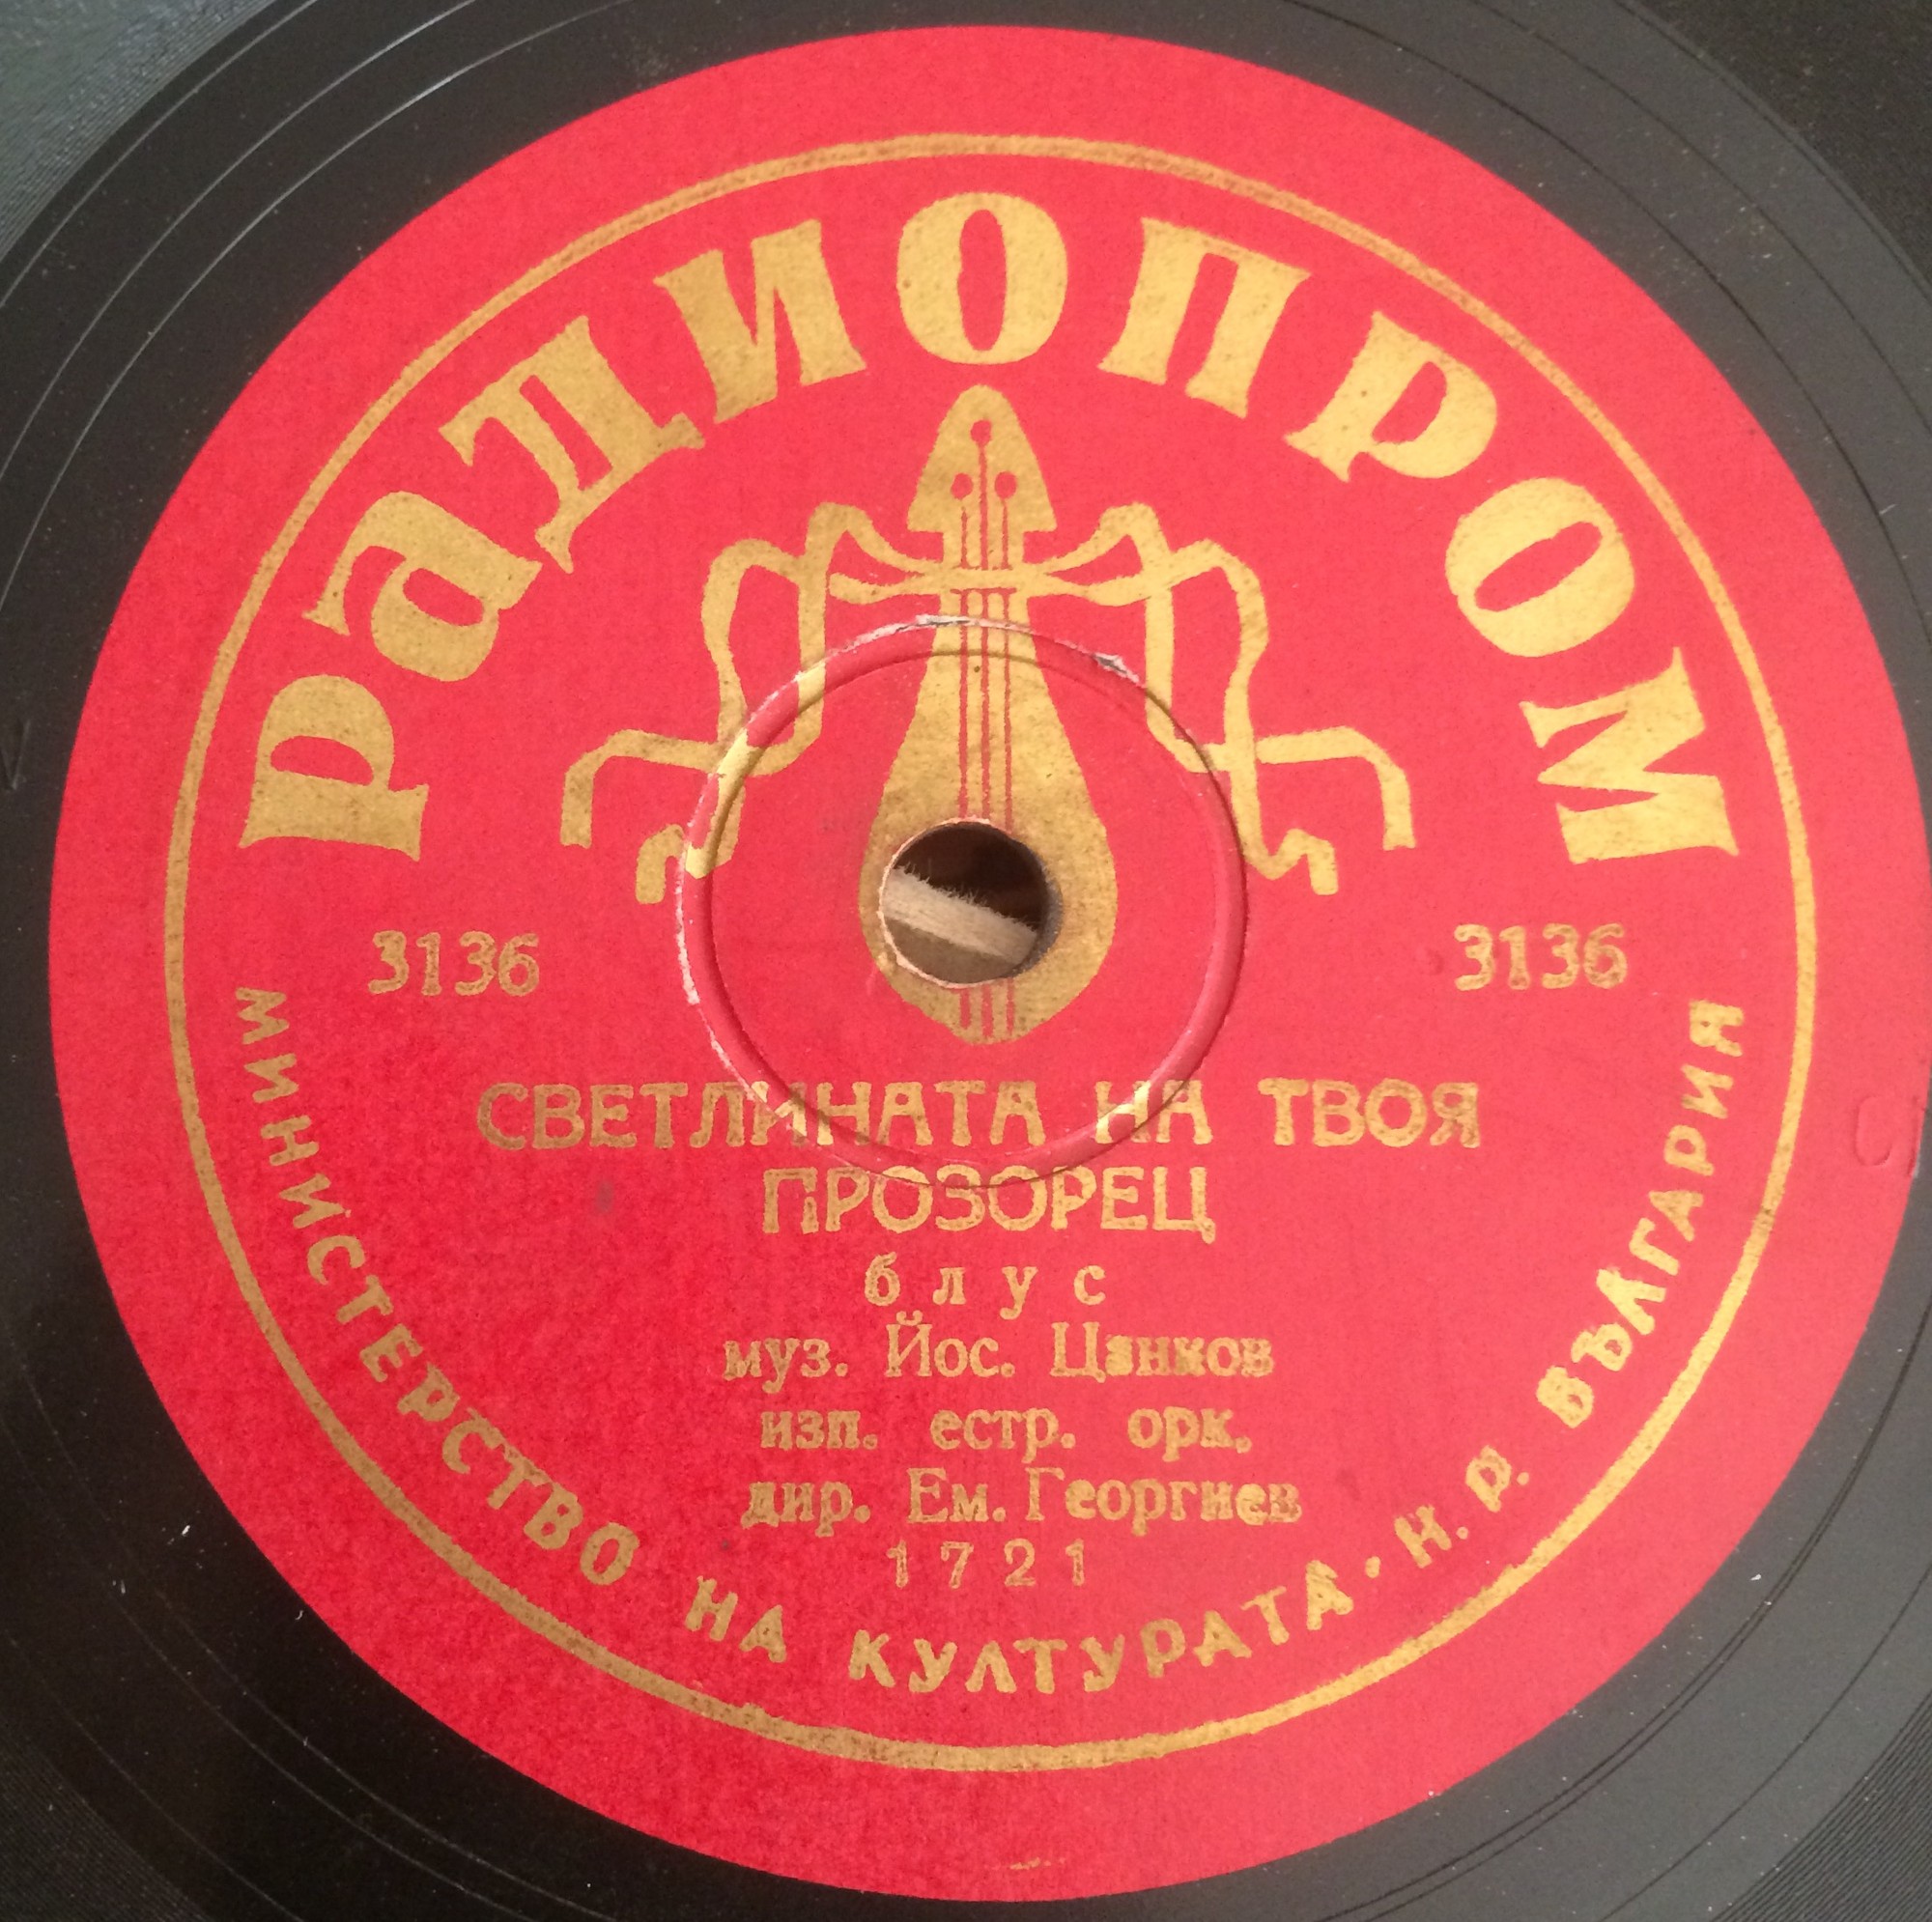 РАДИОПРОМ
3136
3136
СВЕТЛИНАТА НА ТВОЯ
ПРОЗОРЕЦ
блус
муз. Йос. Цанков
изп. естр. орк.
дир. Ем. Георгиев
1721
МИНИСТЕРСТВО НА КУЛТУРАТА · Н. Р. БЪЛГАРИЯ